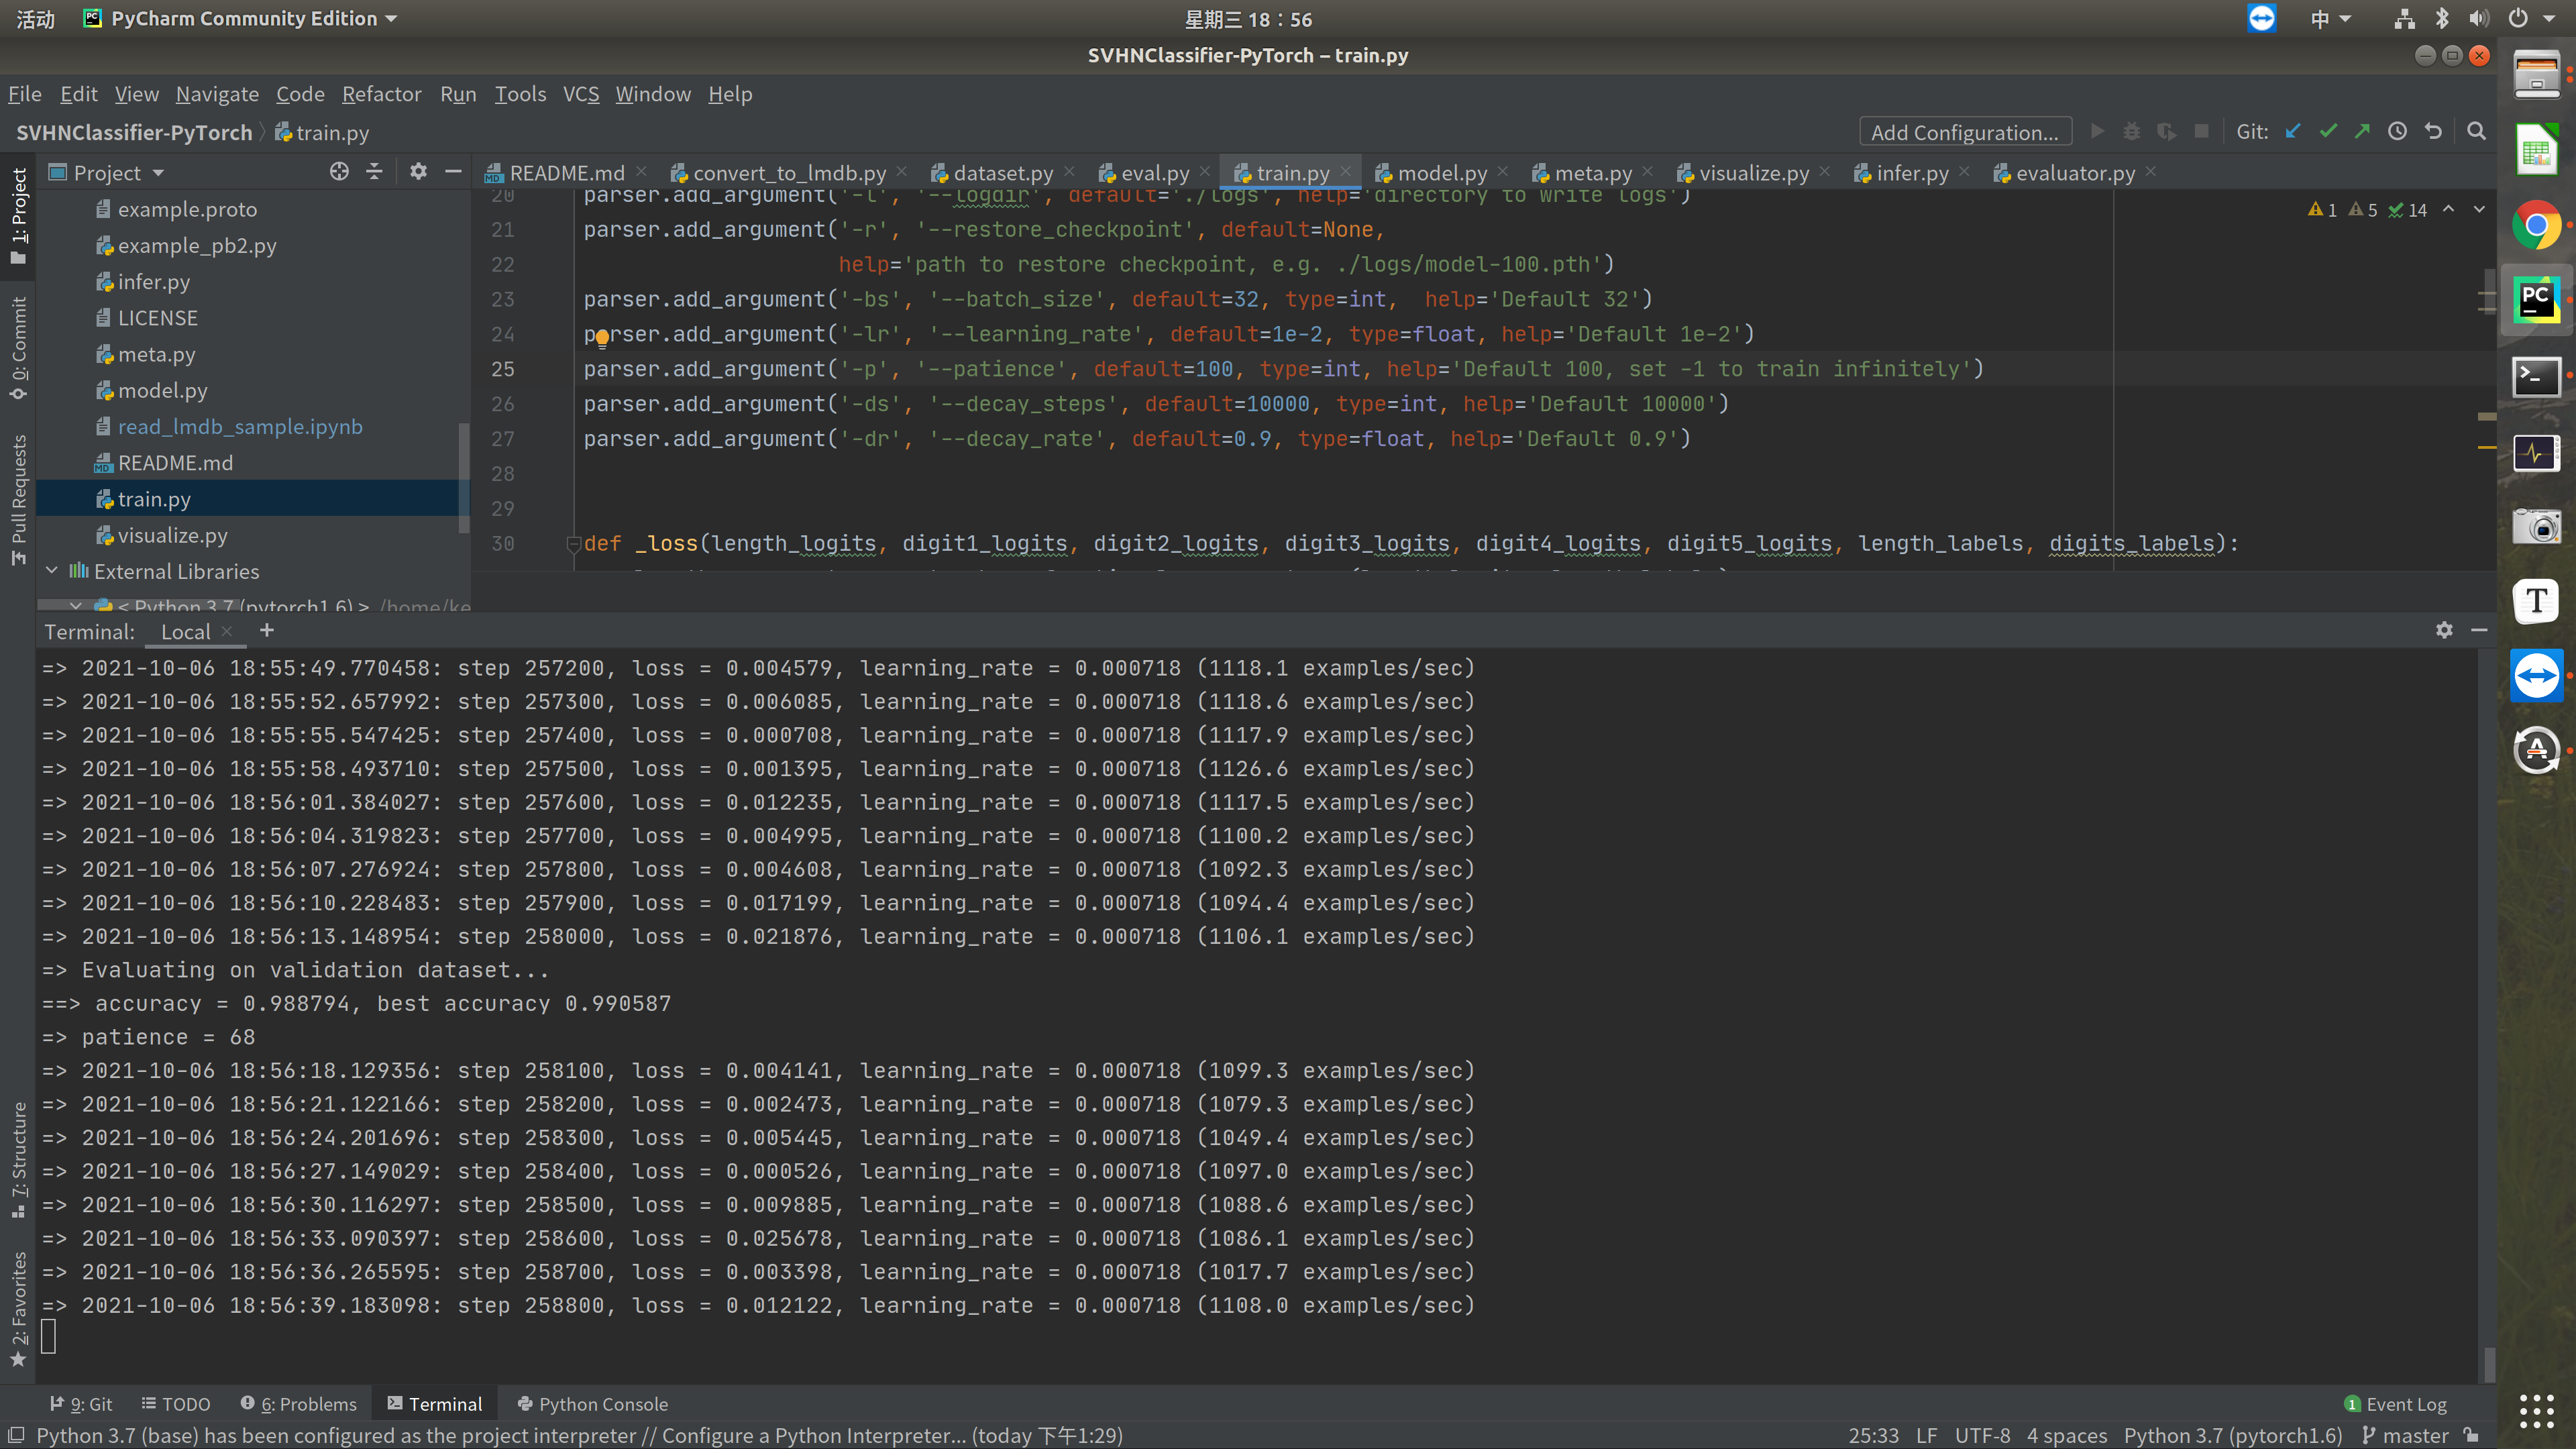 活动 PyCharm Community Edition 星期三 18：56 中
SVHNClassifier-PyTorch – train.py
File Edit View Navigate Code Refactor Run Tools VCS Window Help
SVHNClassifier-PyTorch train.py Add Configuration... Git:
Project README.md convert_to_lmdb.py dataset.py eval.py train.py model.py meta.py visualize.py infer.py evaluator.py
1: Project
0: Commit
Pull Requests
7: Structure
2: Favorites
example.proto
example_pb2.py
infer.py
LICENSE
meta.py
model.py
read_lmdb_sample.ipynb
README.md
train.py
visualize.py
External Libraries
< Python 3.7 (pytorch1.6) > /home/ke
1 5 14
20 parser.add_argument('-l', '--logdir', default='./logs', help='directory to write logs')
21 parser.add_argument('-r', '--restore_checkpoint', default=None,
22 help='path to restore checkpoint, e.g. ./logs/model-100.pth')
23 parser.add_argument('-bs', '--batch_size', default=32, type=int,  help='Default 32')
24 parser.add_argument('-lr', '--learning_rate', default=1e-2, type=float, help='Default 1e-2')
25 parser.add_argument('-p', '--patience', default=100, type=int, help='Default 100, set -1 to train infinitely')
26 parser.add_argument('-ds', '--decay_steps', default=10000, type=int, help='Default 10000')
27 parser.add_argument('-dr', '--decay_rate', default=0.9, type=float, help='Default 0.9')
28
29
30 def _loss(length_logits, digit1_logits, digit2_logits, digit3_logits, digit4_logits, digit5_logits, length_labels, digits_labels):
Terminal: Local +
=> 2021-10-06 18:55:49.770458: step 257200, loss = 0.004579, learning_rate = 0.000718 (1118.1 examples/sec)
=> 2021-10-06 18:55:52.657992: step 257300, loss = 0.006085, learning_rate = 0.000718 (1118.6 examples/sec)
=> 2021-10-06 18:55:55.547425: step 257400, loss = 0.000708, learning_rate = 0.000718 (1117.9 examples/sec)
=> 2021-10-06 18:55:58.493710: step 257500, loss = 0.001395, learning_rate = 0.000718 (1126.6 examples/sec)
=> 2021-10-06 18:56:01.384027: step 257600, loss = 0.012235, learning_rate = 0.000718 (1117.5 examples/sec)
=> 2021-10-06 18:56:04.319823: step 257700, loss = 0.004995, learning_rate = 0.000718 (1100.2 examples/sec)
=> 2021-10-06 18:56:07.276924: step 257800, loss = 0.004608, learning_rate = 0.000718 (1092.3 examples/sec)
=> 2021-10-06 18:56:10.228483: step 257900, loss = 0.017199, learning_rate = 0.000718 (1094.4 examples/sec)
=> 2021-10-06 18:56:13.148954: step 258000, loss = 0.021876, learning_rate = 0.000718 (1106.1 examples/sec)
=> Evaluating on validation dataset...
==> accuracy = 0.988794, best accuracy 0.990587
=> patience = 68
=> 2021-10-06 18:56:18.129356: step 258100, loss = 0.004141, learning_rate = 0.000718 (1099.3 examples/sec)
=> 2021-10-06 18:56:21.122166: step 258200, loss = 0.002473, learning_rate = 0.000718 (1079.3 examples/sec)
=> 2021-10-06 18:56:24.201696: step 258300, loss = 0.005445, learning_rate = 0.000718 (1049.4 examples/sec)
=> 2021-10-06 18:56:27.149029: step 258400, loss = 0.000526, learning_rate = 0.000718 (1097.0 examples/sec)
=> 2021-10-06 18:56:30.116297: step 258500, loss = 0.009885, learning_rate = 0.000718 (1088.6 examples/sec)
=> 2021-10-06 18:56:33.090397: step 258600, loss = 0.025678, learning_rate = 0.000718 (1086.1 examples/sec)
=> 2021-10-06 18:56:36.265595: step 258700, loss = 0.003398, learning_rate = 0.000718 (1017.7 examples/sec)
=> 2021-10-06 18:56:39.183098: step 258800, loss = 0.012122, learning_rate = 0.000718 (1108.0 examples/sec)
9: Git TODO 6: Problems Terminal Python Console 1 Event Log
Python 3.7 (base) has been configured as the project interpreter // Configure a Python Interpreter... (today 下午1:29) 25:33 LF UTF-8 4 spaces Python 3.7 (pytorch1.6) master